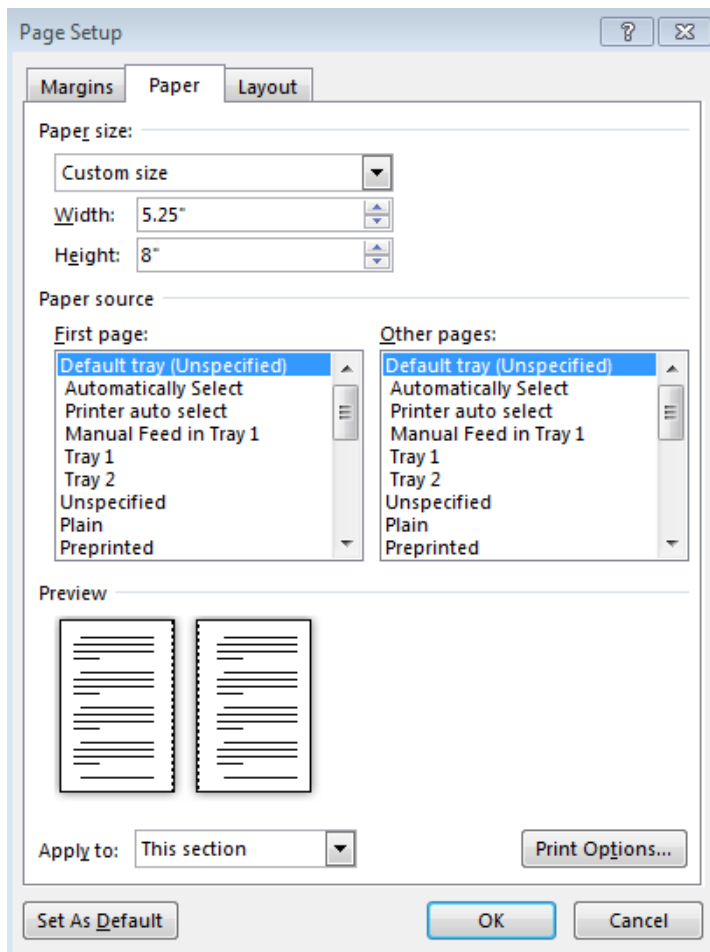 Page Setup
Margins Paper Layout
Paper size:
Custom size
Width: 5.25"
Height: 8"
Paper source
First page: Other pages:
Default tray (Unspecified) Default tray (Unspecified)
Automatically Select Automatically Select
Printer auto select Printer auto select
Manual Feed in Tray 1 Manual Feed in Tray 1
Tray 1 Tray 1
Tray 2 Tray 2
Unspecified Unspecified
Plain Plain
Preprinted Preprinted
Preview
Apply to: This section Print Options...
Set As Default OK Cancel